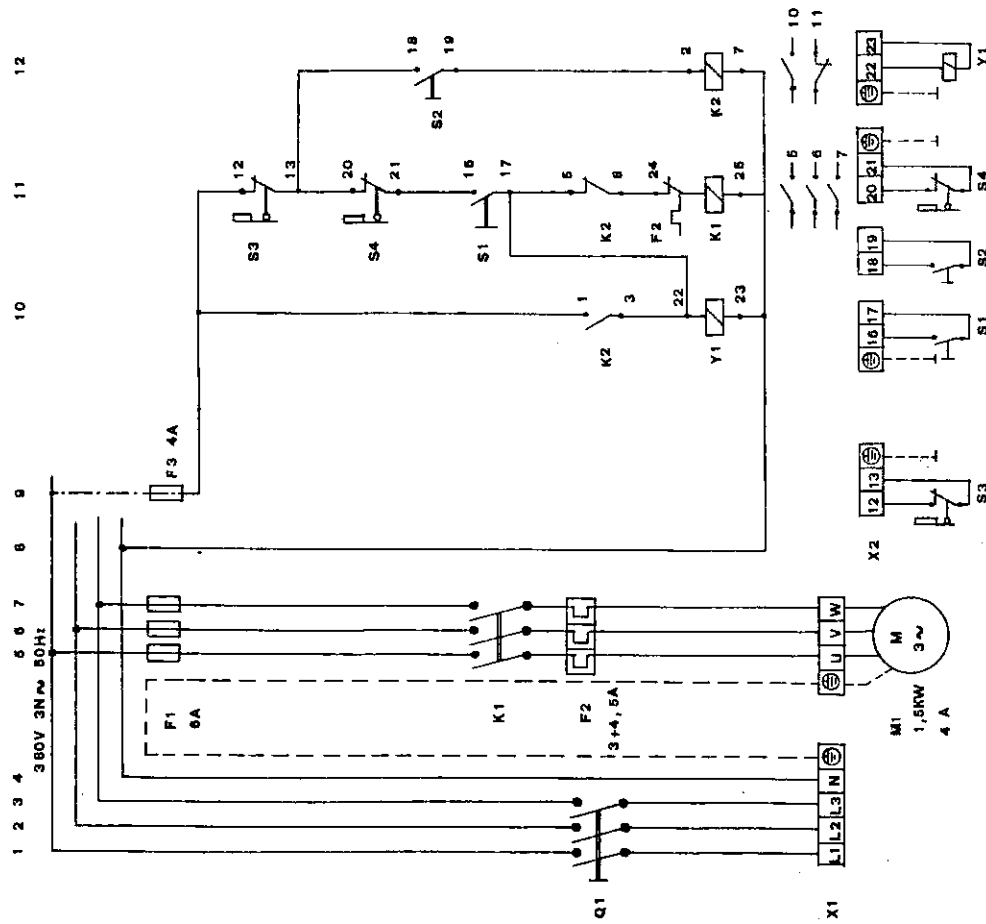 1 2 3 4 5 6 7 8 9 10 11 12
380V 3N~ 50Hz
F1
6A
F3 4A
12
S3
13
18
20
S4
S2
21
19
16
S1
17
Q1
K1
1
5
K2
K2
3
6
F2
3÷4,5A
24
F2
22
2
Y1
K1
K2
23
25
7
5
10
6
11
7
X1
L1 L2 L3 N
U V W
X2
12 13
16 17
18 19
20 21
22 23
M1
1,5KW
4 A
M
3~
S3
S1
S2
S4
Y1